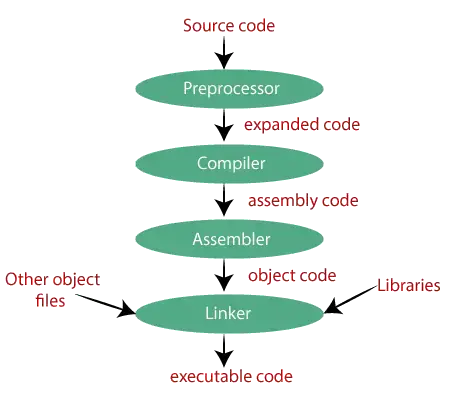 Source code
Preprocessor
expanded code
Compiler
assembly code
Assembler
object code
Other object
files
Libraries
Linker
executable code